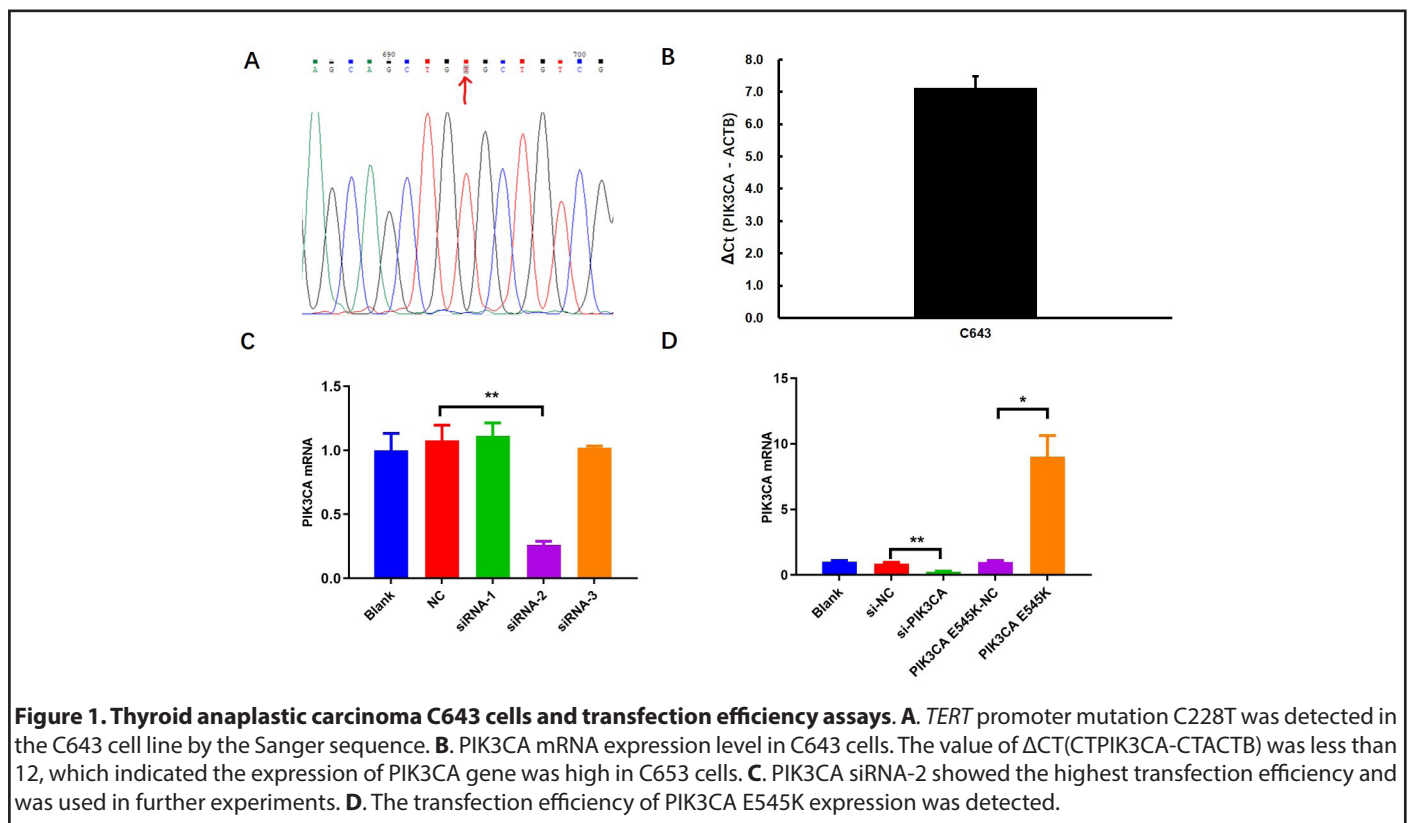 A
690 700
A G C A G C T G T G C T G T C G
B
8.0
7.0
6.0
5.0
4.0
3.0
2.0
1.0
0.0
ΔCt (PIK3CA - ACTB)
C643
C
1.5
1.0
0.5
0.0
PIK3CA mRNA
**
Blank
NC
siRNA-1
siRNA-2
siRNA-3
D
15
10
5
0
PIK3CA mRNA
**
*
Blank
si-NC
si-PIK3CA
PIK3CA E545K-NC
PIK3CA E545K
Figure 1. Thyroid anaplastic carcinoma C643 cells and transfection efficiency assays. A. TERT promoter mutation C228T was detected in
the C643 cell line by the Sanger sequence. B. PIK3CA mRNA expression level in C643 cells. The value of ΔCT(CTPIK3CA-CTACTB) was less than
12, which indicated the expression of PIK3CA gene was high in C653 cells. C. PIK3CA siRNA-2 showed the highest transfection efficiency and
was used in further experiments. D. The transfection efficiency of PIK3CA E545K expression was detected.